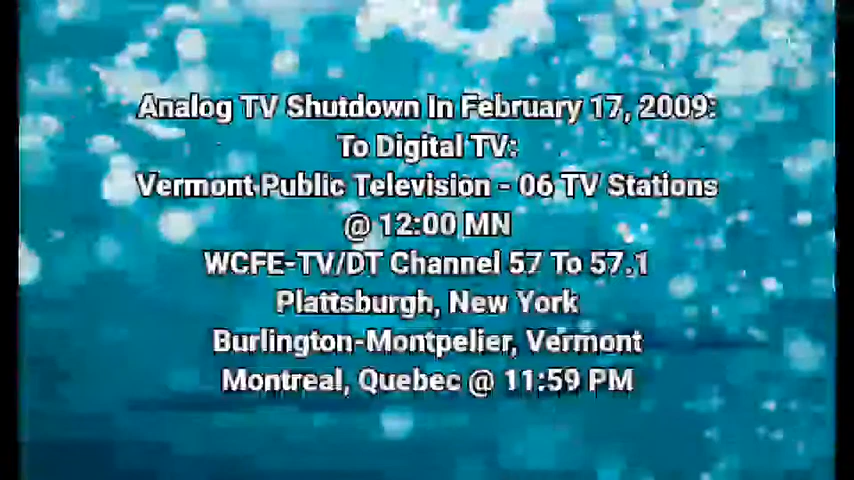 Analog TV Shutdown In February 17, 2009:
To Digital TV:
Vermont Public Television - 06 TV Stations
@ 12:00 MN
WCFE-TV/DT Channel 57 To 57.1
Plattsburgh, New York
Burlington-Montpelier, Vermont
Montreal, Quebec @ 11:59 PM